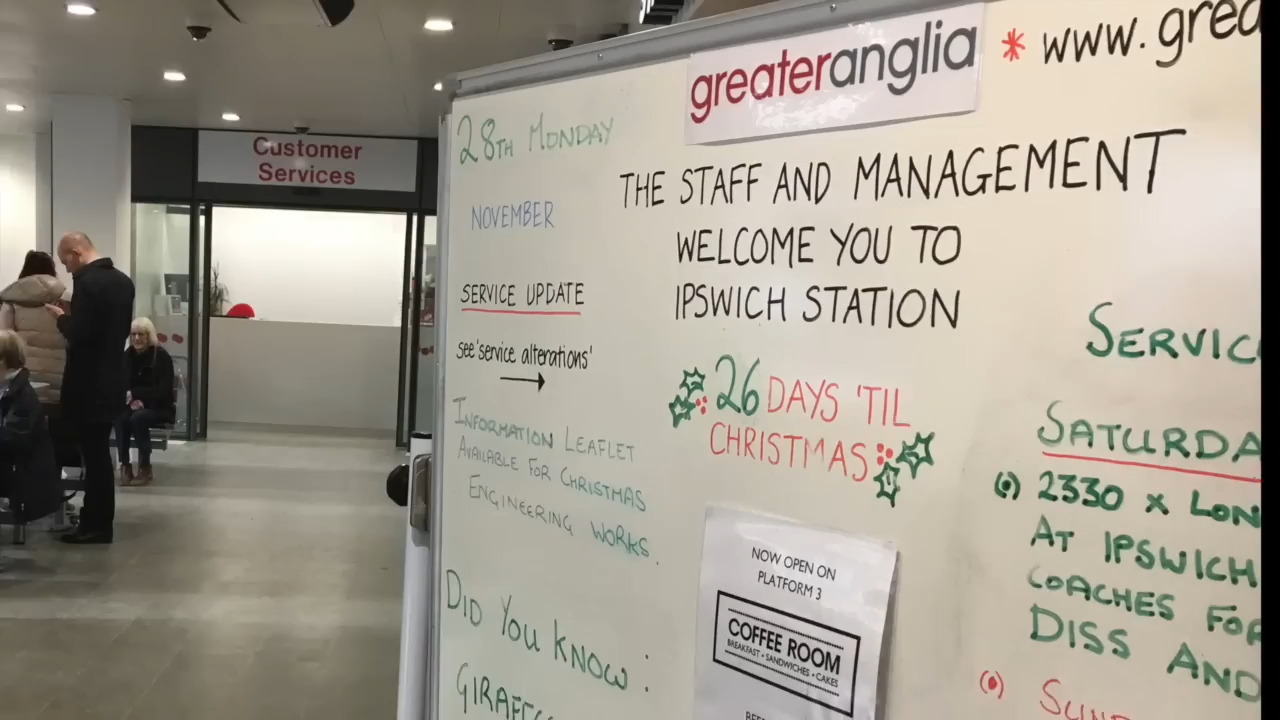 Customer
Services
greateranglia * www.grea
28TH MONDAY
NOVEMBER
SERVICE UPDATE
see 'service alterations'
→
INFORMATION LEAFLET
AVAILABLE FOR CHRISTMAS
ENGINEERING WORKS.
DID YOU KNOW:
THE STAFF AND MANAGEMENT
WELCOME YOU TO
IPSWICH STATION
26 DAYS 'TIL
CHRISTMAS
NOW OPEN ON
PLATFORM 3
COFFEE ROOM
BREAKFAST • SANDWICHES • CAKES
SERVIC
SATURDA
(•) 2330 x LON
AT IPSWICH
COACHES FOR
DISS AND
(•)